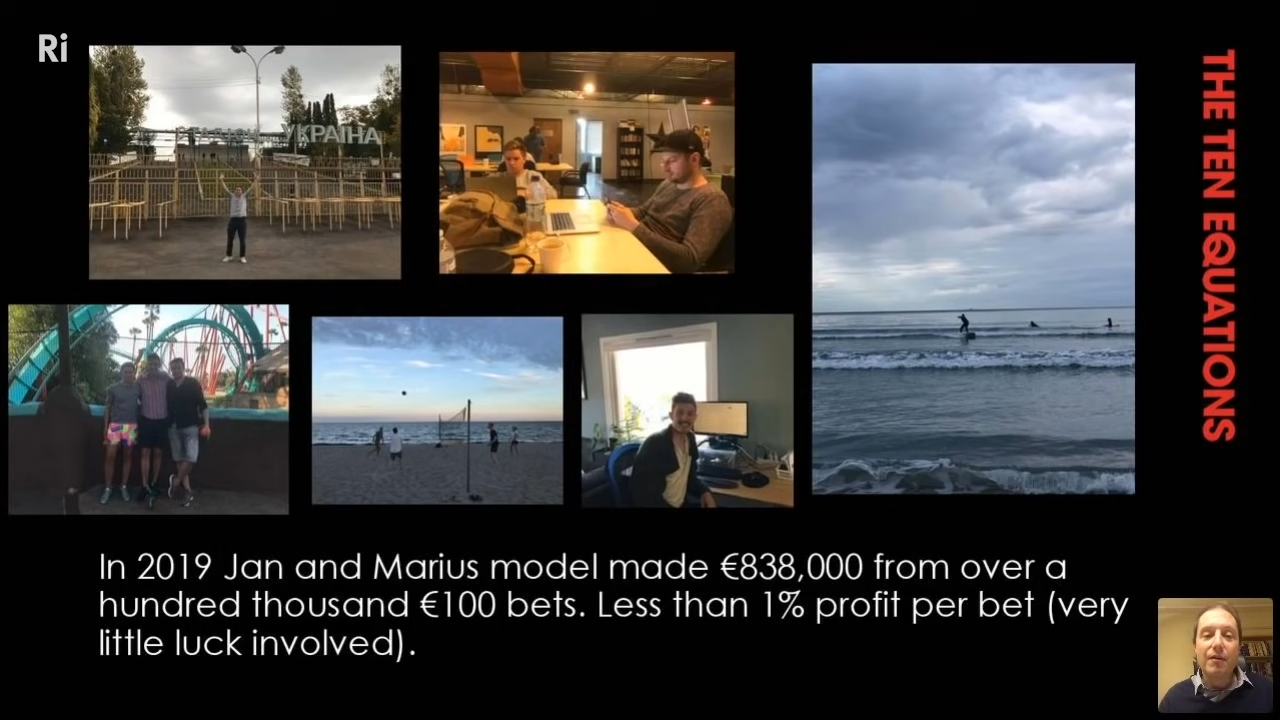 Ri
СТАДІОН УКРАЇНА
THE TEN EQUATIONS
In 2019 Jan and Marius model made €838,000 from over a
hundred thousand €100 bets. Less than 1% profit per bet (very
little luck involved).